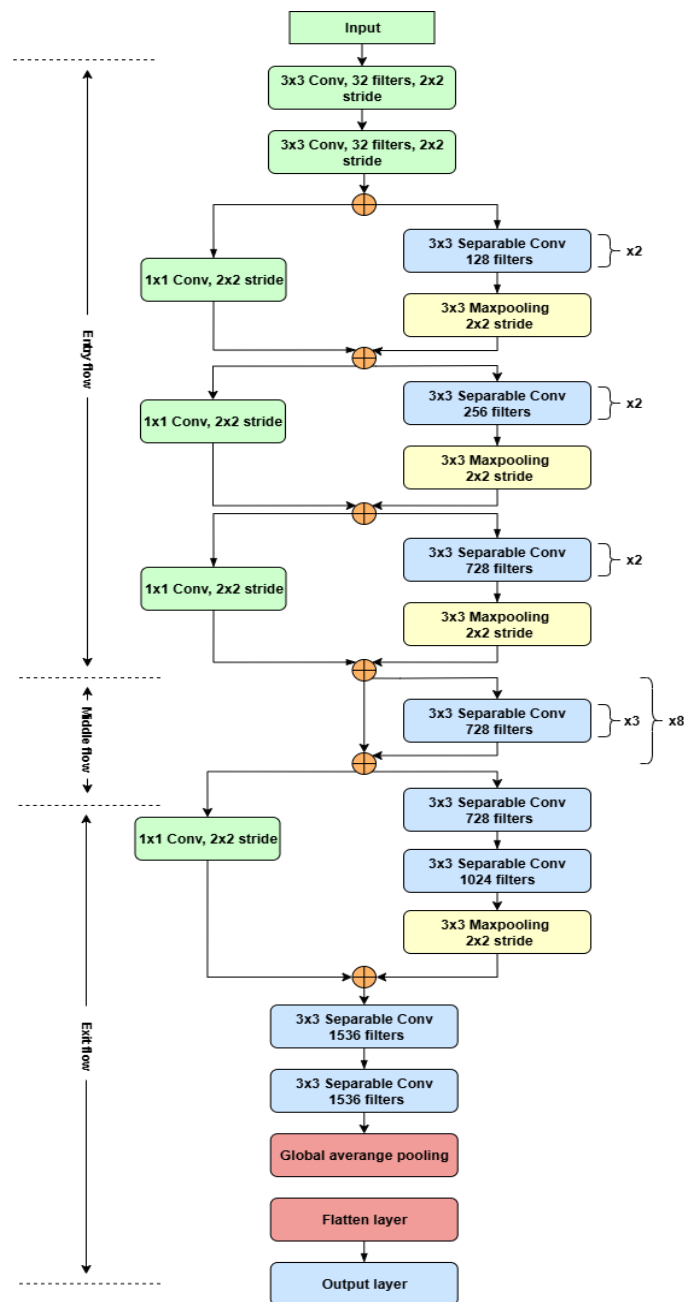 Input
3x3 Conv, 32 filters, 2x2
stride
3x3 Conv, 32 filters, 2x2
stride
Entry flow
1x1 Conv, 2x2 stride
3x3 Separable Conv
128 filters
x2
3x3 Maxpooling
2x2 stride
1x1 Conv, 2x2 stride
3x3 Separable Conv
256 filters
x2
3x3 Maxpooling
2x2 stride
1x1 Conv, 2x2 stride
3x3 Separable Conv
728 filters
x2
3x3 Maxpooling
2x2 stride
Middle flow
3x3 Separable Conv
728 filters
x3
x8
Exit flow
1x1 Conv, 2x2 stride
3x3 Separable Conv
728 filters
3x3 Separable Conv
1024 filters
3x3 Maxpooling
2x2 stride
3x3 Separable Conv
1536 filters
3x3 Separable Conv
1536 filters
Global averange pooling
Flatten layer
Output layer